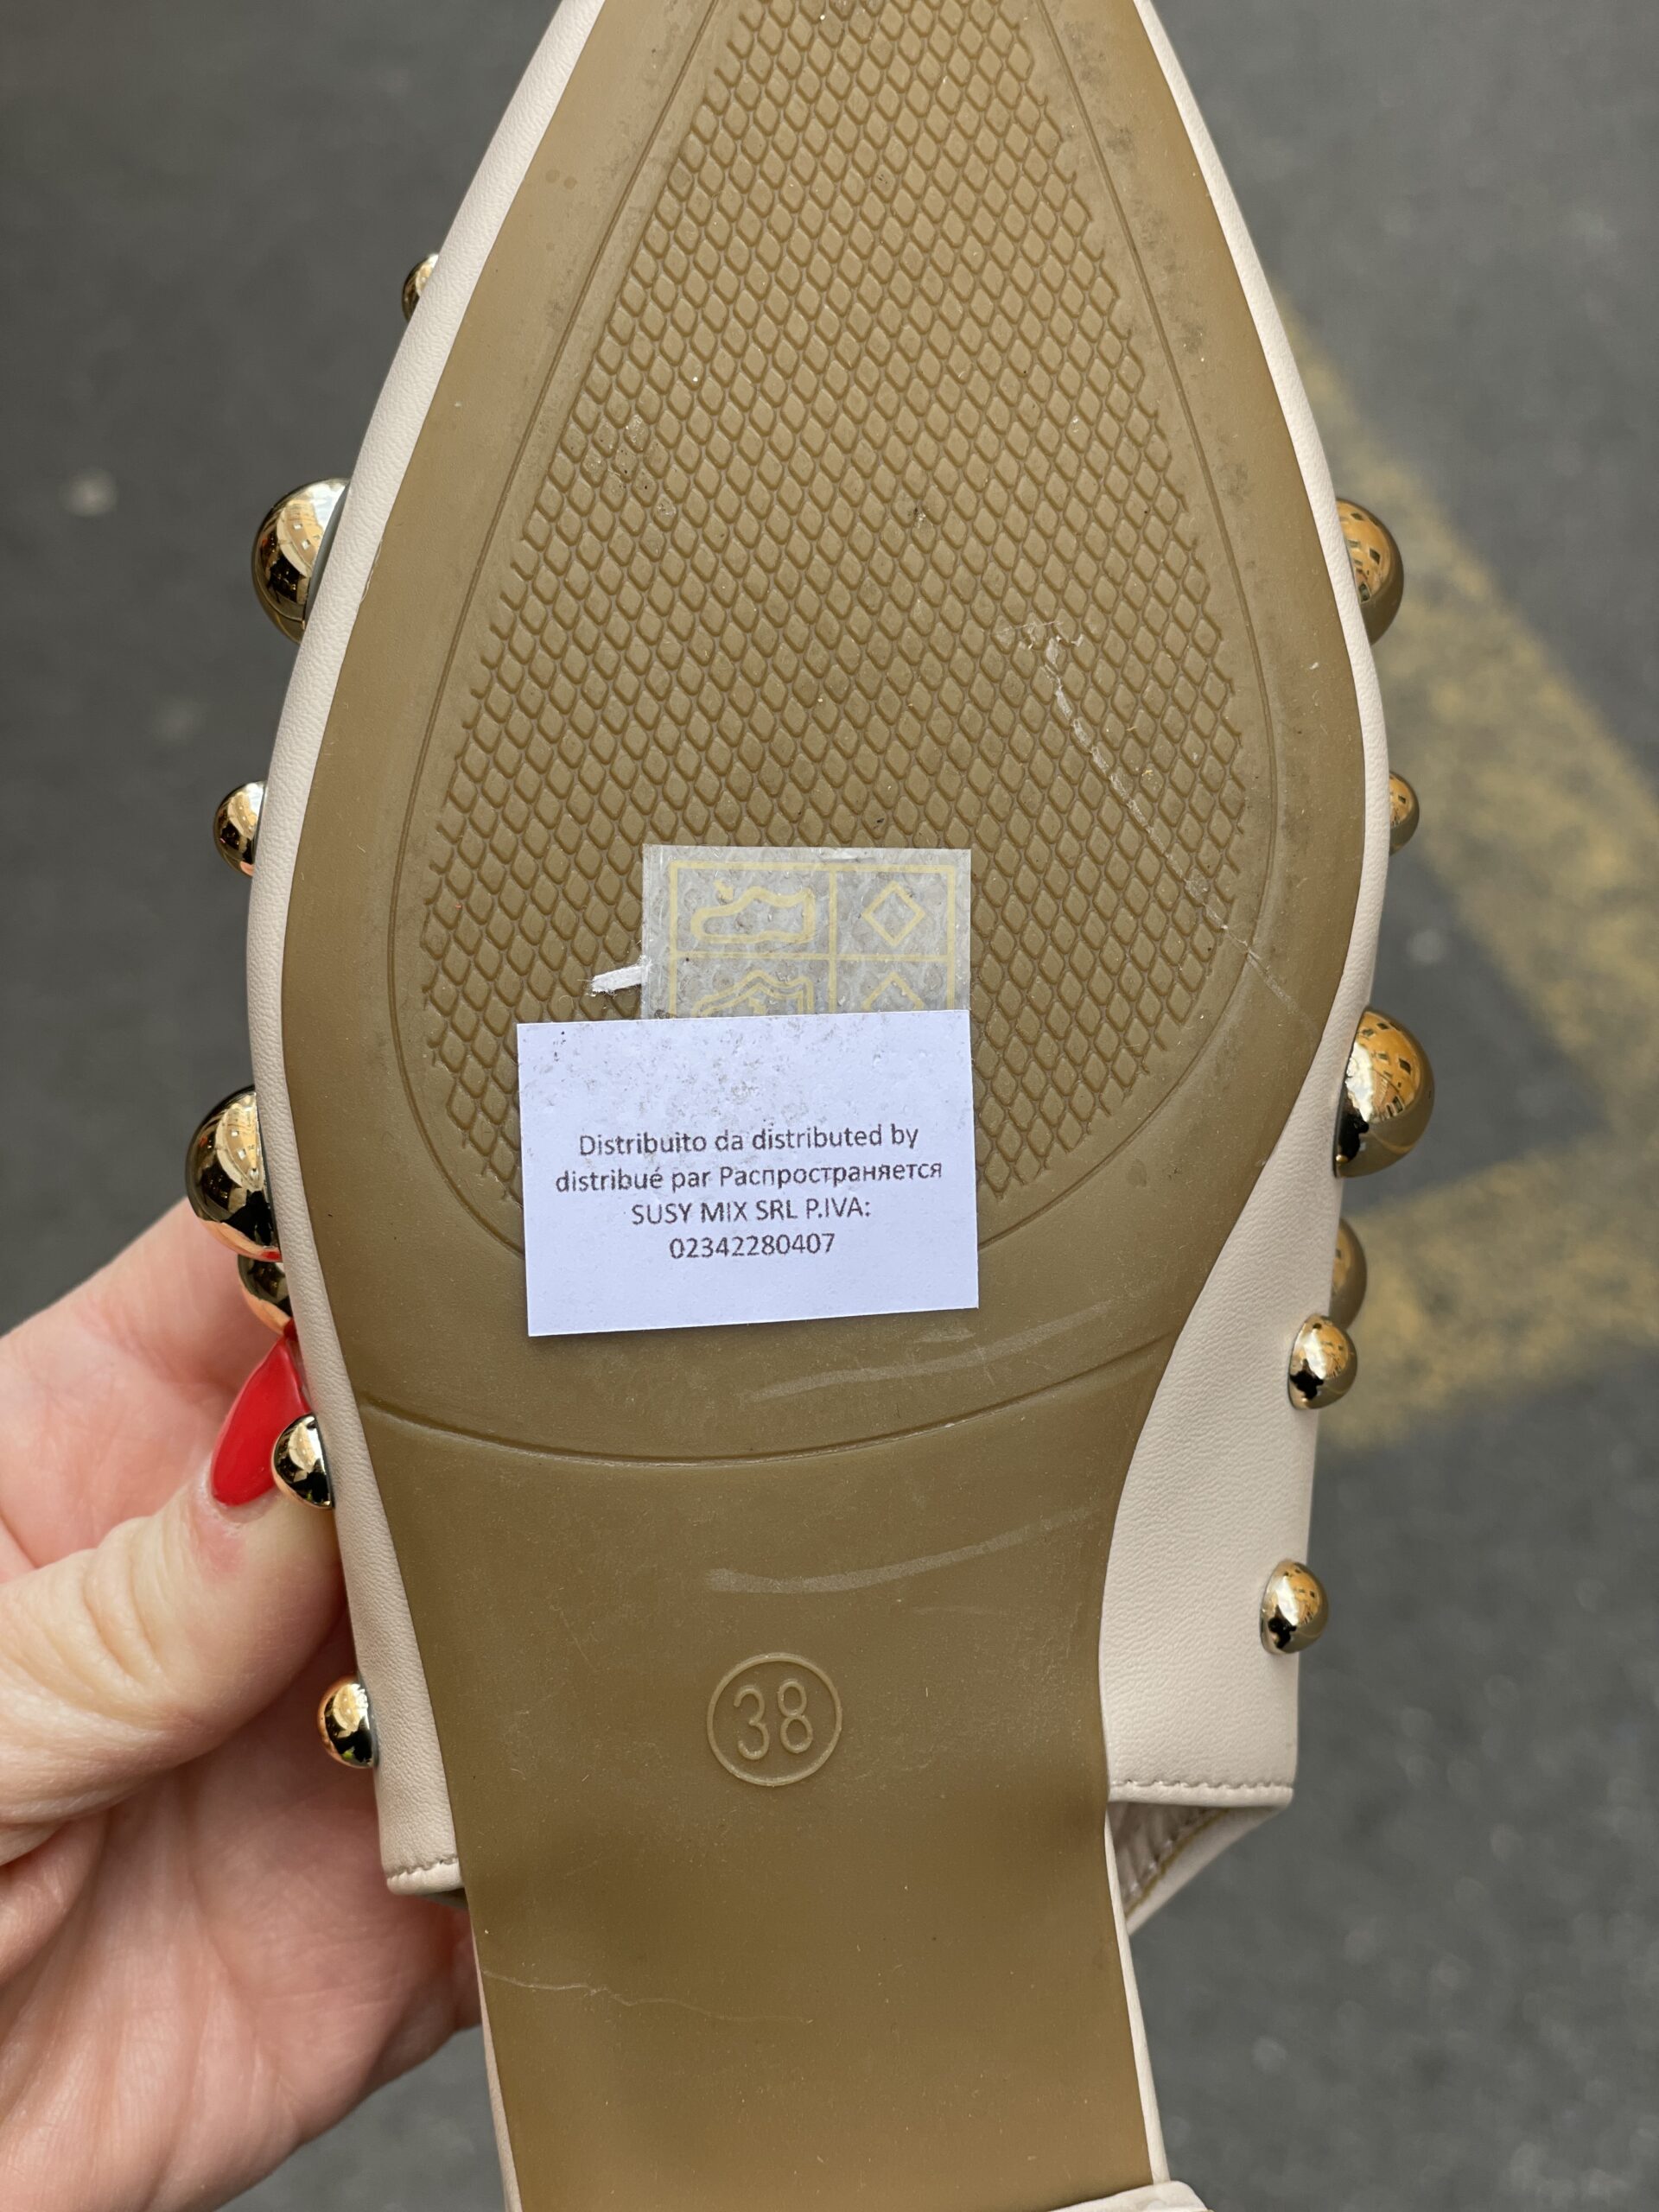 Distribuito da distributed by
distribué par Распространяется
SUSY MIX SRL P.IVA:
02342280407
38